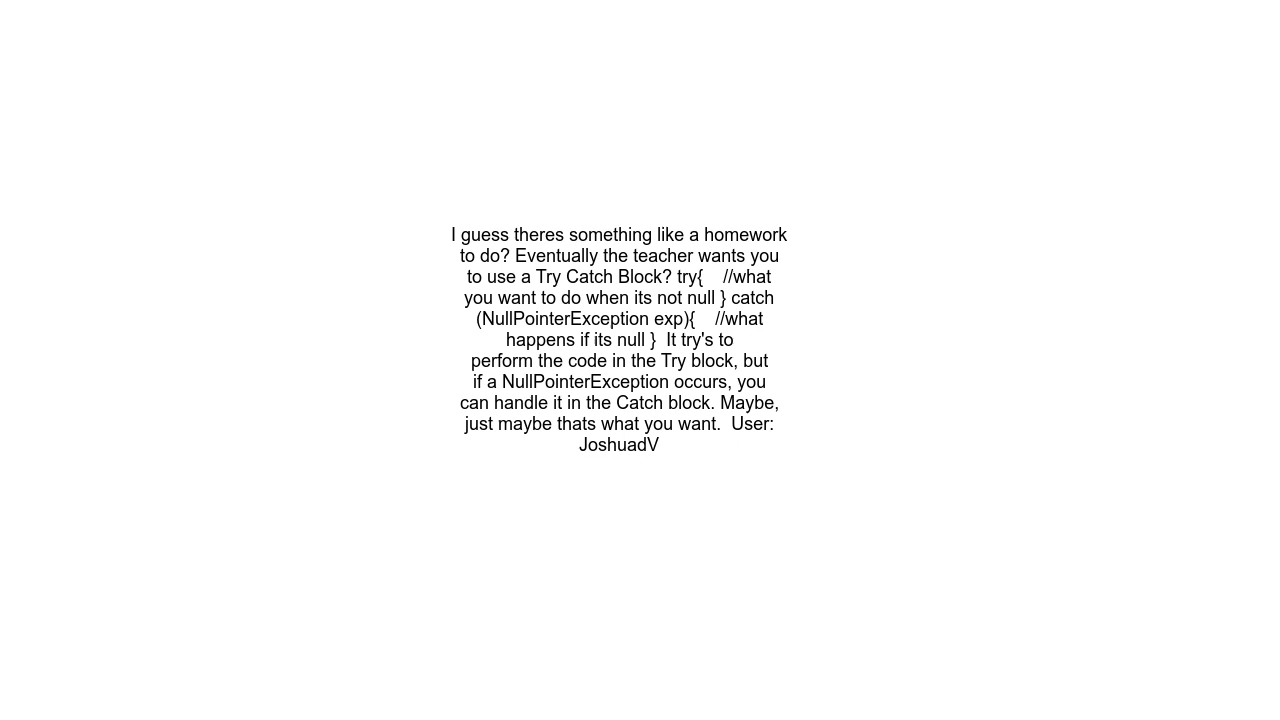 I guess theres something like a homework
to do? Eventually the teacher wants you
to use a Try Catch Block? try{    //what
you want to do when its not null } catch
(NullPointerException exp){    //what
happens if its null }  It try's to
perform the code in the Try block, but
if a NullPointerException occurs, you
can handle it in the Catch block. Maybe,
just maybe thats what you want.  User:
JoshuadV